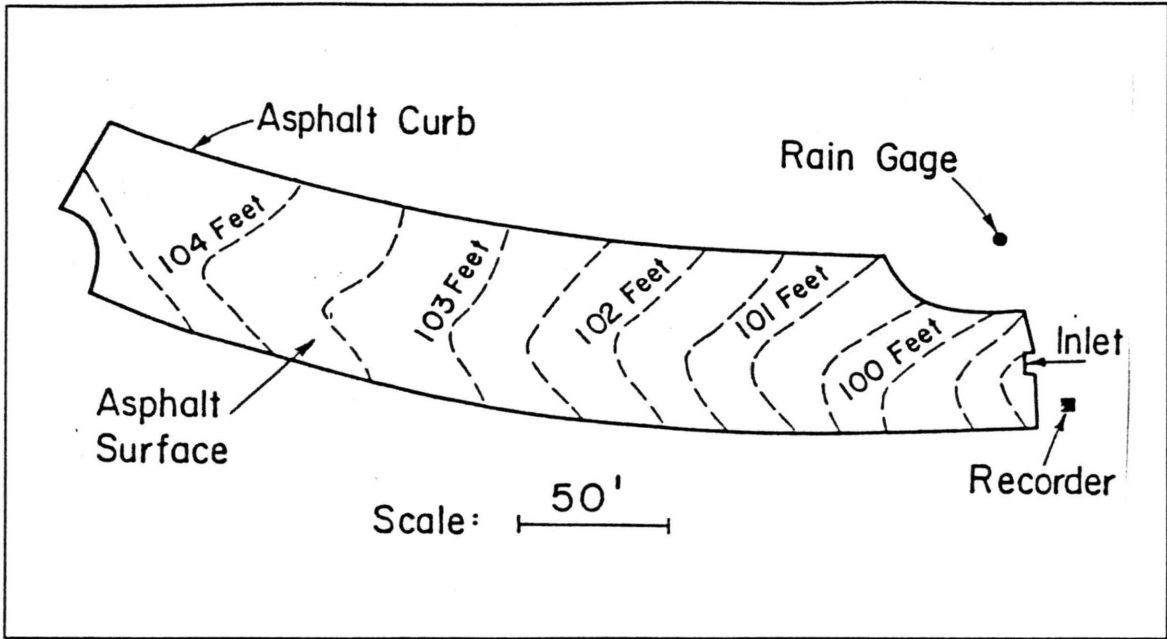 Asphalt Curb
Rain Gage
104 Feet
103 Feet
102 Feet
101 Feet
100 Feet
Inlet
Asphalt
Surface
Recorder
50'
Scale: